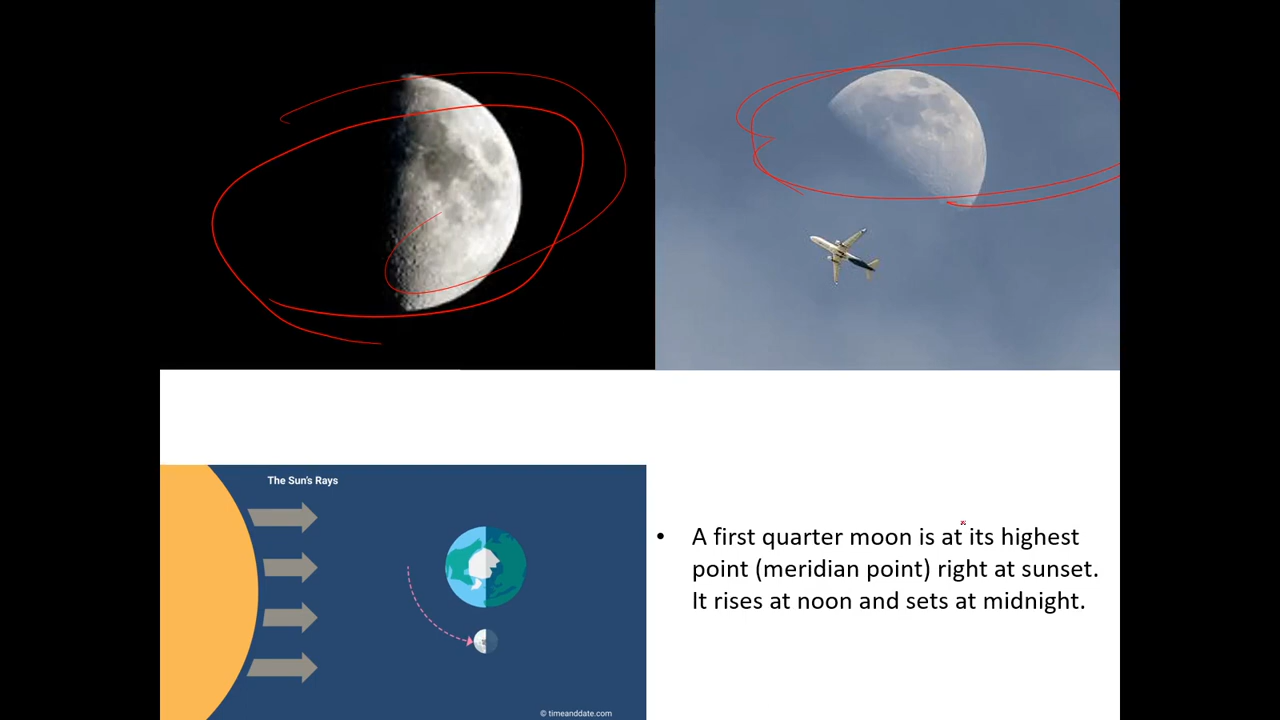 The Sun's Rays
• A first quarter moon is at its highest
point (meridian point) right at sunset.
It rises at noon and sets at midnight.
© timeanddate.com